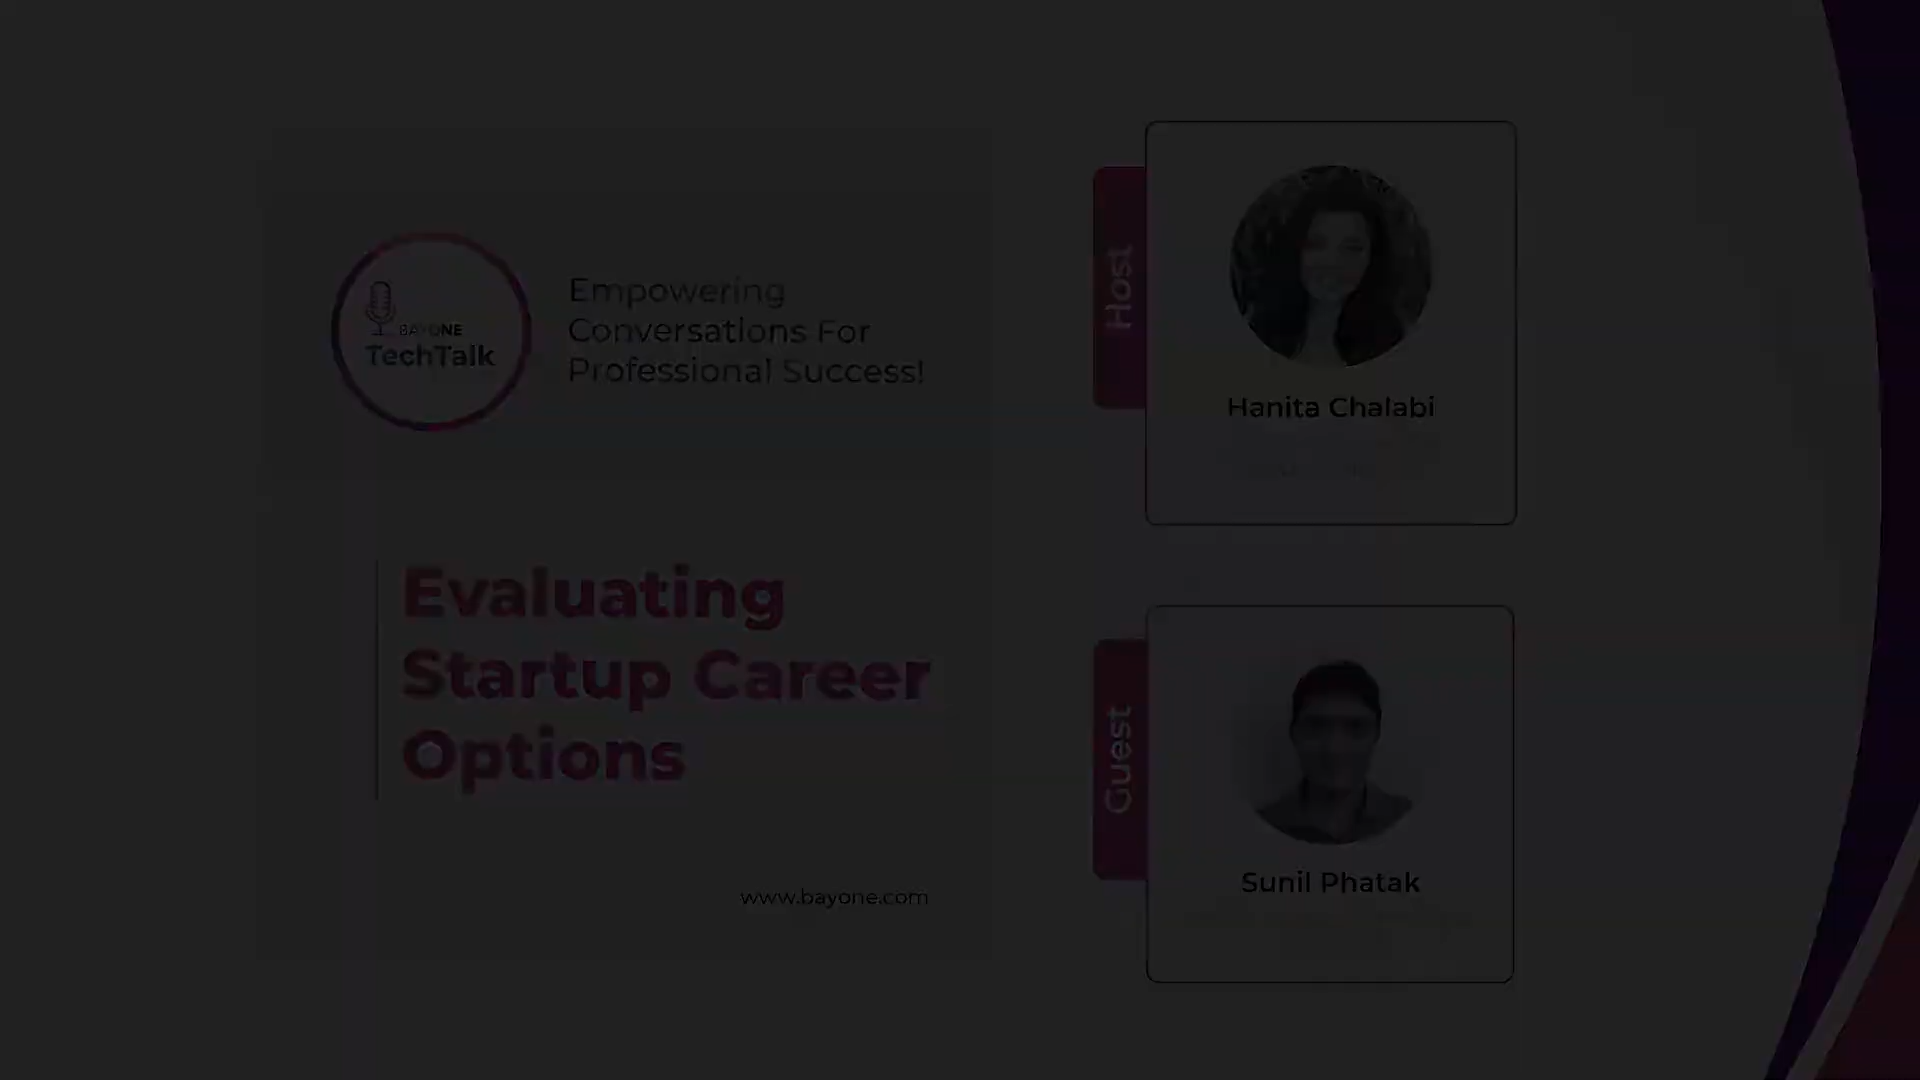 BAYONE
TechTalk
Empowering
Conversations For
Professional Success!
Evaluating
Startup Career
Options
www.bayone.com
Host
Hanita Chalabi
Guest
Sunil Phatak